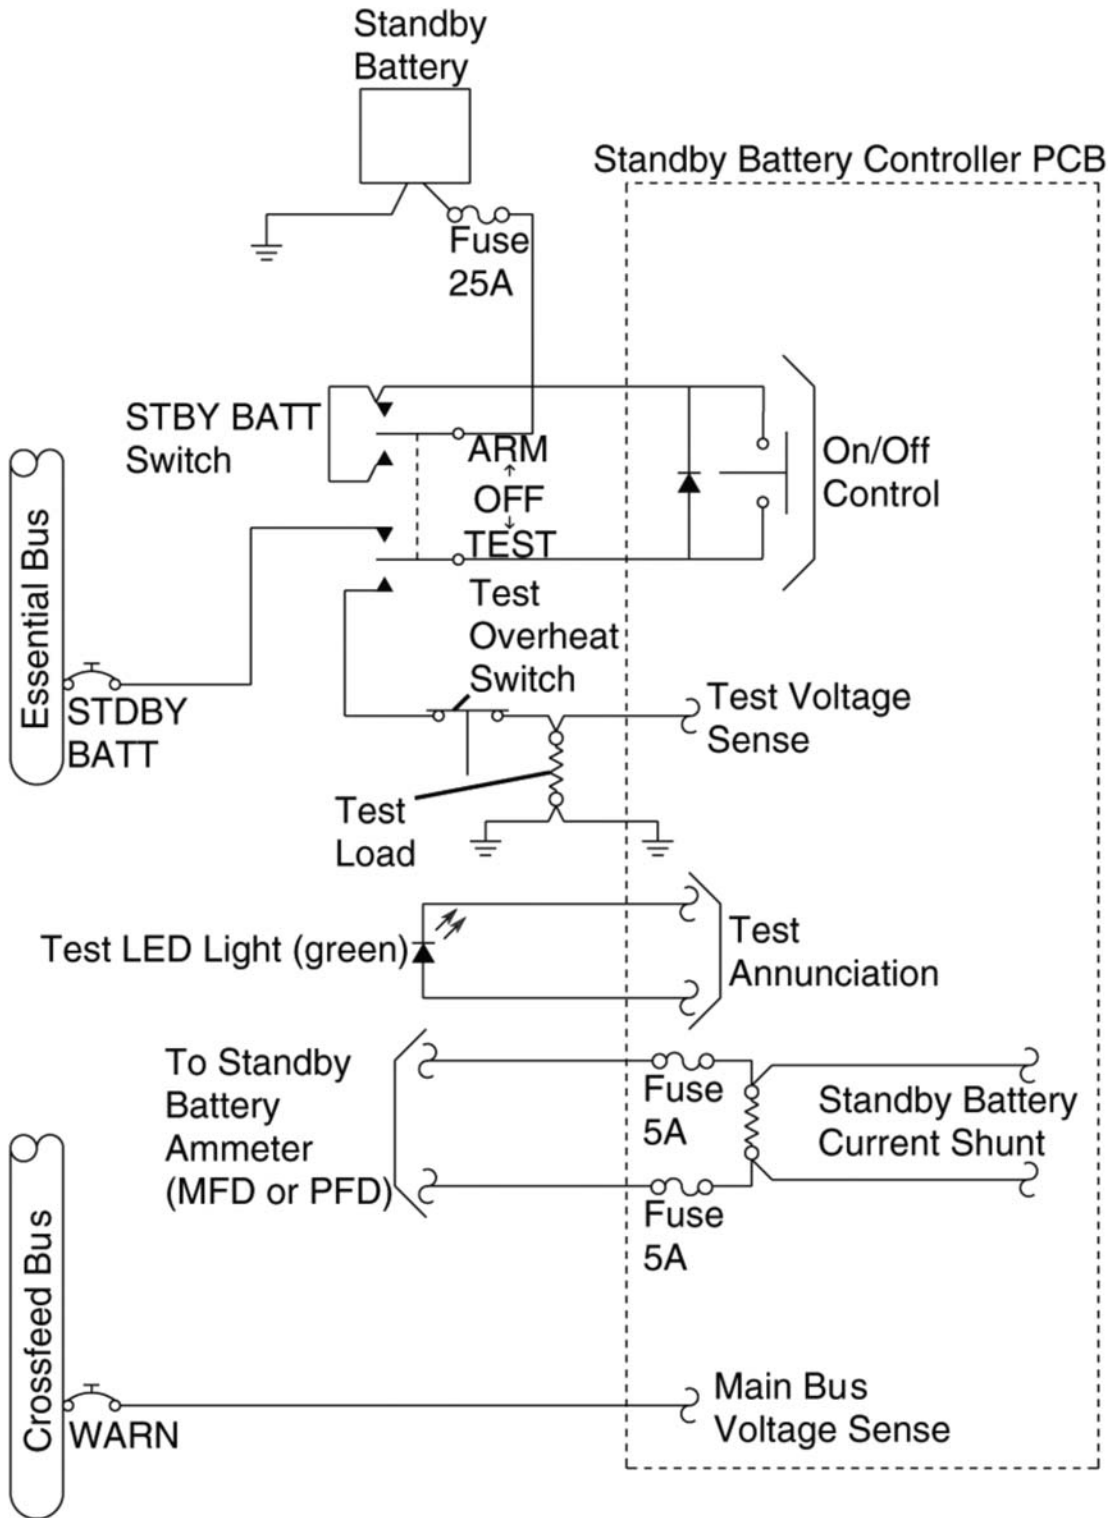 Standby
Battery
Standby Battery Controller PCB
Fuse
25A
STBY BATT
Switch
ARM
OFF
TEST
On/Off
Control
Essential Bus
STDBY
BATT
Test
Overheat
Switch
Test Voltage
Sense
Test
Load
Test LED Light (green)
Test
Annunciation
To Standby
Battery
Ammeter
(MFD or PFD)
Fuse
5A
Standby Battery
Current Shunt
Fuse
5A
Crossfeed Bus
WARN
Main Bus
Voltage Sense